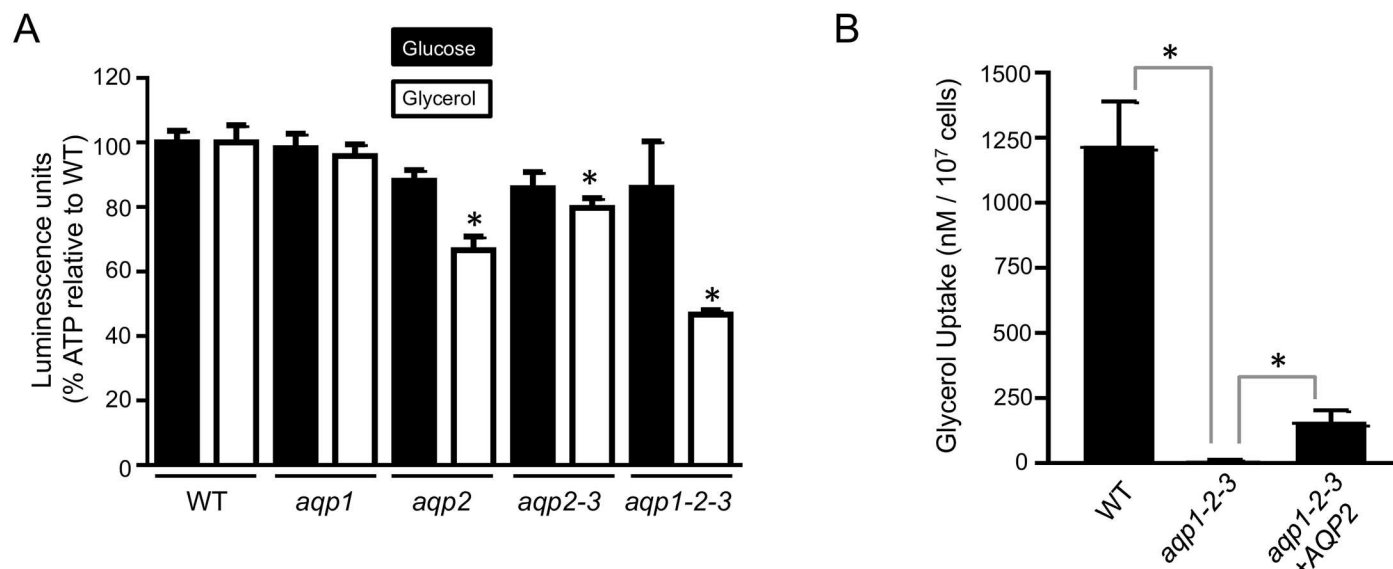 A
Glucose
Glycerol
Luminescence units
(% ATP relative to WT)
120
100
80
60
40
20
0
*
*
*
WT
aqp1
aqp2
aqp2-3
aqp1-2-3
B
Glycerol Uptake (nM / 10⁷ cells)
1500
1250
1000
750
500
250
0
*
*
WT
aqp1-2-3
aqp1-2-3
+AQP2